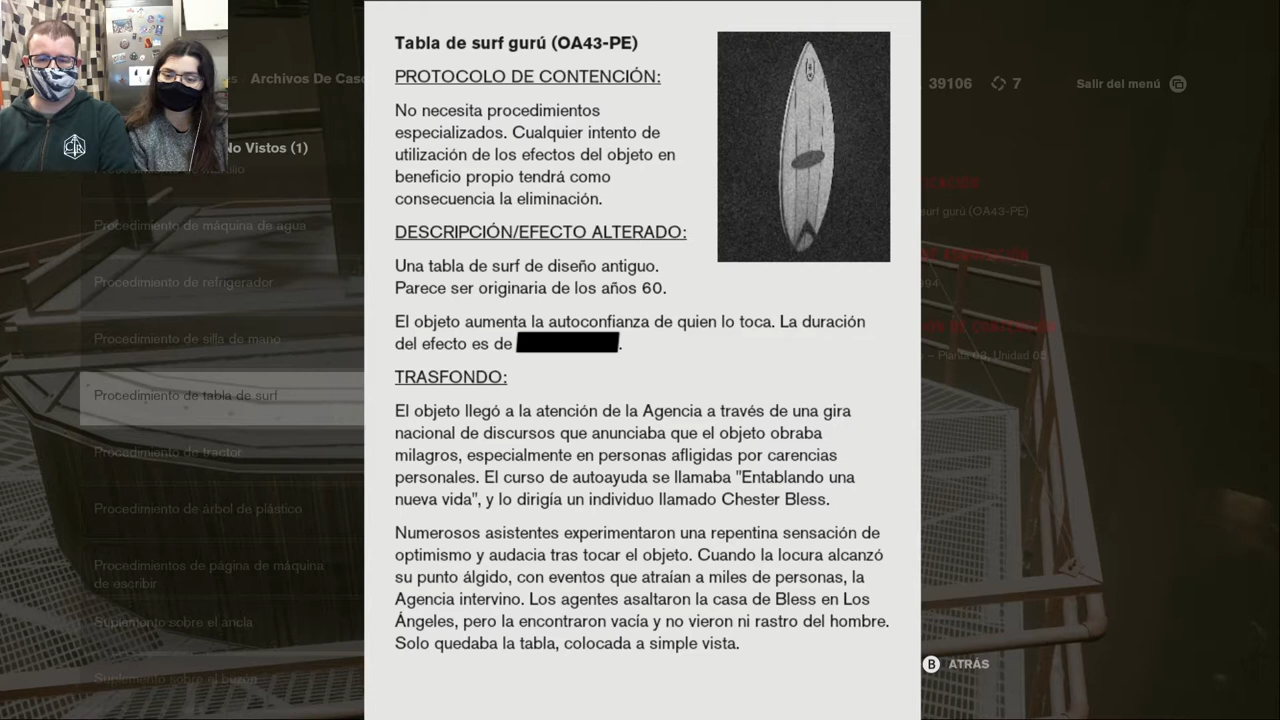 Tabla de surf gurú (OA43-PE)
PROTOCOLO DE CONTENCIÓN:
No necesita procedimientos
especializados. Cualquier intento de
utilización de los efectos del objeto en
beneficio propio tendrá como
consecuencia la eliminación.
DESCRIPCIÓN/EFECTO ALTERADO:
Una tabla de surf de diseño antiguo.
Parece ser originaria de los años 60.
El objeto aumenta la autoconfianza de quien lo toca. La duración
del efecto es de .
TRASFONDO:
El objeto llegó a la atención de la Agencia a través de una gira
nacional de discursos que anunciaba que el objeto obraba
milagros, especialmente en personas afligidas por carencias
personales. El curso de autoayuda se llamaba "Entablando una
nueva vida", y lo dirigía un individuo llamado Chester Bless.
Numerosos asistentes experimentaron una repentina sensación de
optimismo y audacia tras tocar el objeto. Cuando la locura alcanzó
su punto álgido, con eventos que atraían a miles de personas, la
Agencia intervino. Los agentes asaltaron la casa de Bless en Los
Ángeles, pero la encontraron vacía y no vieron ni rastro del hombre.
Solo quedaba la tabla, colocada a simple vista.
Archivos De Caso
No Vistos (1)
Procedimiento de máquina de agua
Procedimiento de refrigerador
Procedimiento de silla de mano
Procedimiento de tabla de surf
Procedimiento de tractor
Procedimiento de árbol de plástico
Procedimientos de página de máquina
de escribir
Suplemento sobre el ancla
Suplemento sobre el buzón
39106
7
Salir del menú
surf gurú (OA43-PE)
– Planta 03, Unidad
B ATRÁS
CR